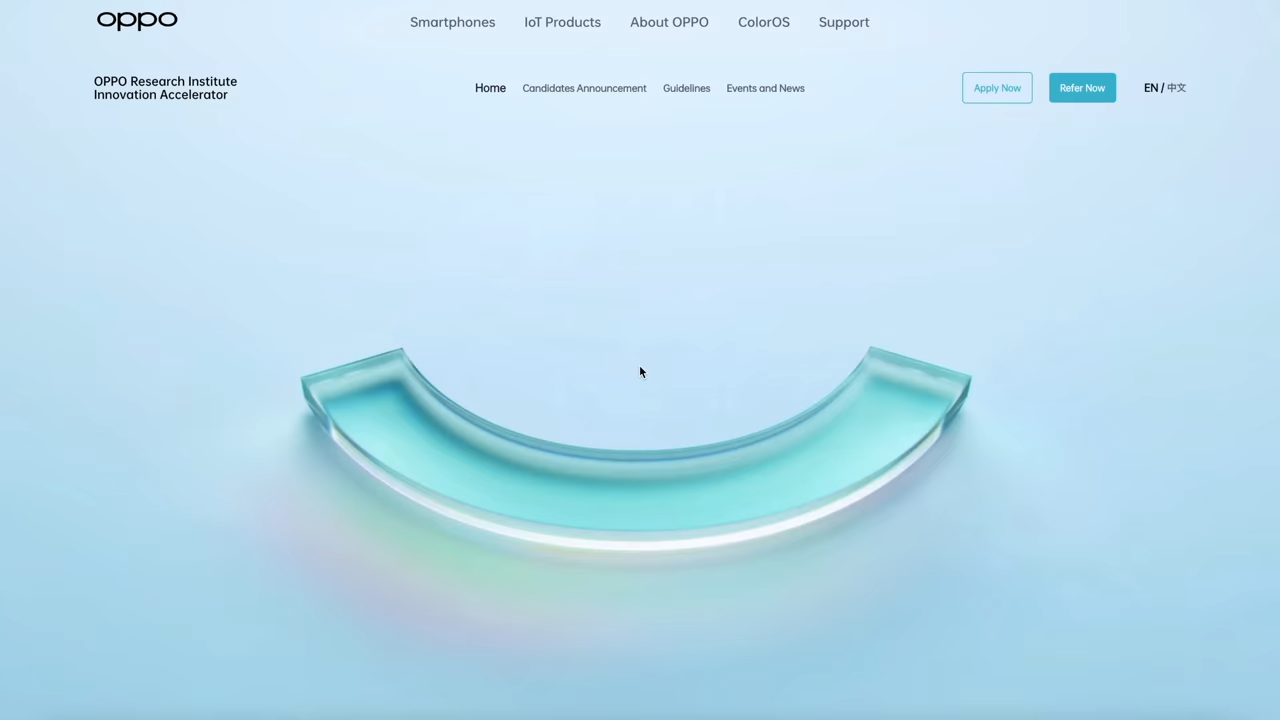 oppo
Smartphones IoT Products About OPPO ColorOS Support
OPPO Research Institute
Innovation Accelerator
Home Candidates Announcement Guidelines Events and News
Apply Now Refer Now EN / 中文